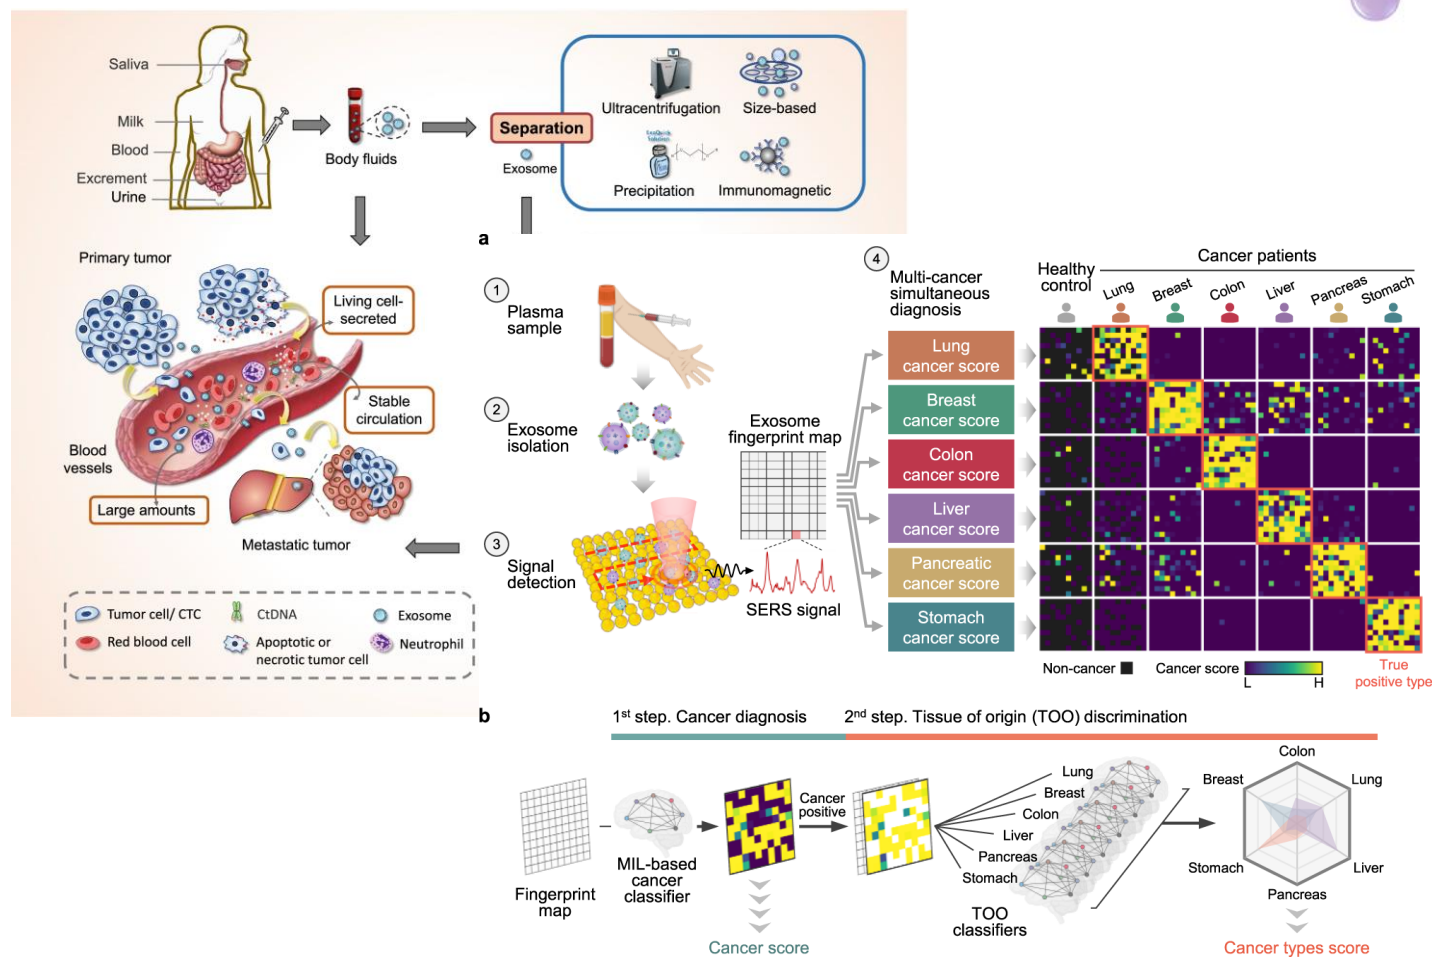 Saliva
Milk
Blood
Excrement
Urine
Body fluids
Separation
Exosome
Ultracentrifugation
Size-based
Precipitation
Immunomagnetic
Primary tumor
Living cell-
secreted
Stable
circulation
Blood
vessels
Large amounts
Metastatic tumor
Tumor cell/ CTC
CtDNA
Exosome
Red blood cell
Apoptotic or
necrotic tumor cell
Neutrophil
a
1
Plasma
sample
2
Exosome
isolation
3
Signal
detection
Exosome
fingerprint map
SERS signal
4
Multi-cancer
simultaneous
diagnosis
Lung
cancer score
Breast
cancer score
Colon
cancer score
Liver
cancer score
Pancreatic
cancer score
Stomach
cancer score
Healthy
control
Cancer patients
Lung
Breast
Colon
Liver
Pancreas
Stomach
Non-cancer
Cancer score
L
H
True
positive type
b
1st step. Cancer diagnosis
2nd step. Tissue of origin (TOO) discrimination
Fingerprint
map
MIL-based
cancer
classifier
Cancer
positive
Cancer score
Lung
Breast
Colon
Liver
Pancreas
Stomach
TOO
classifiers
Colon
Breast
Lung
Stomach
Liver
Pancreas
Cancer types score